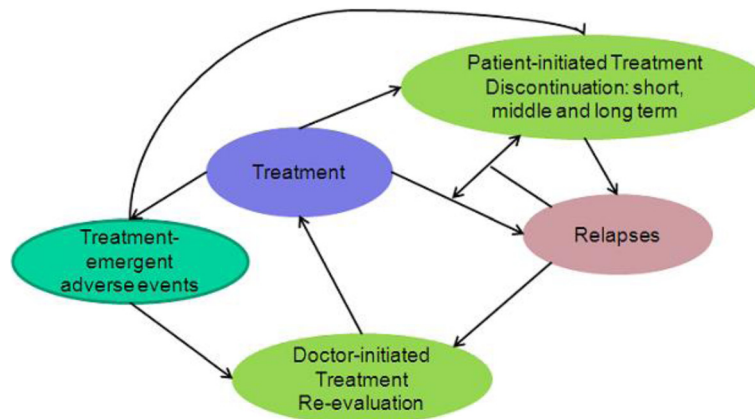 Patient-initiated Treatment
Discontinuation: short,
middle and long term
Treatment
Treatment-
emergent
adverse events
Relapses
Doctor-initiated
Treatment
Re-evaluation